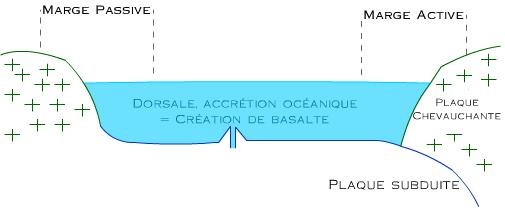 Marge Passive
Marge Active
Dorsale, accrétion océanique
= Création de basalte
Plaque
Chevauchante
Plaque subduite